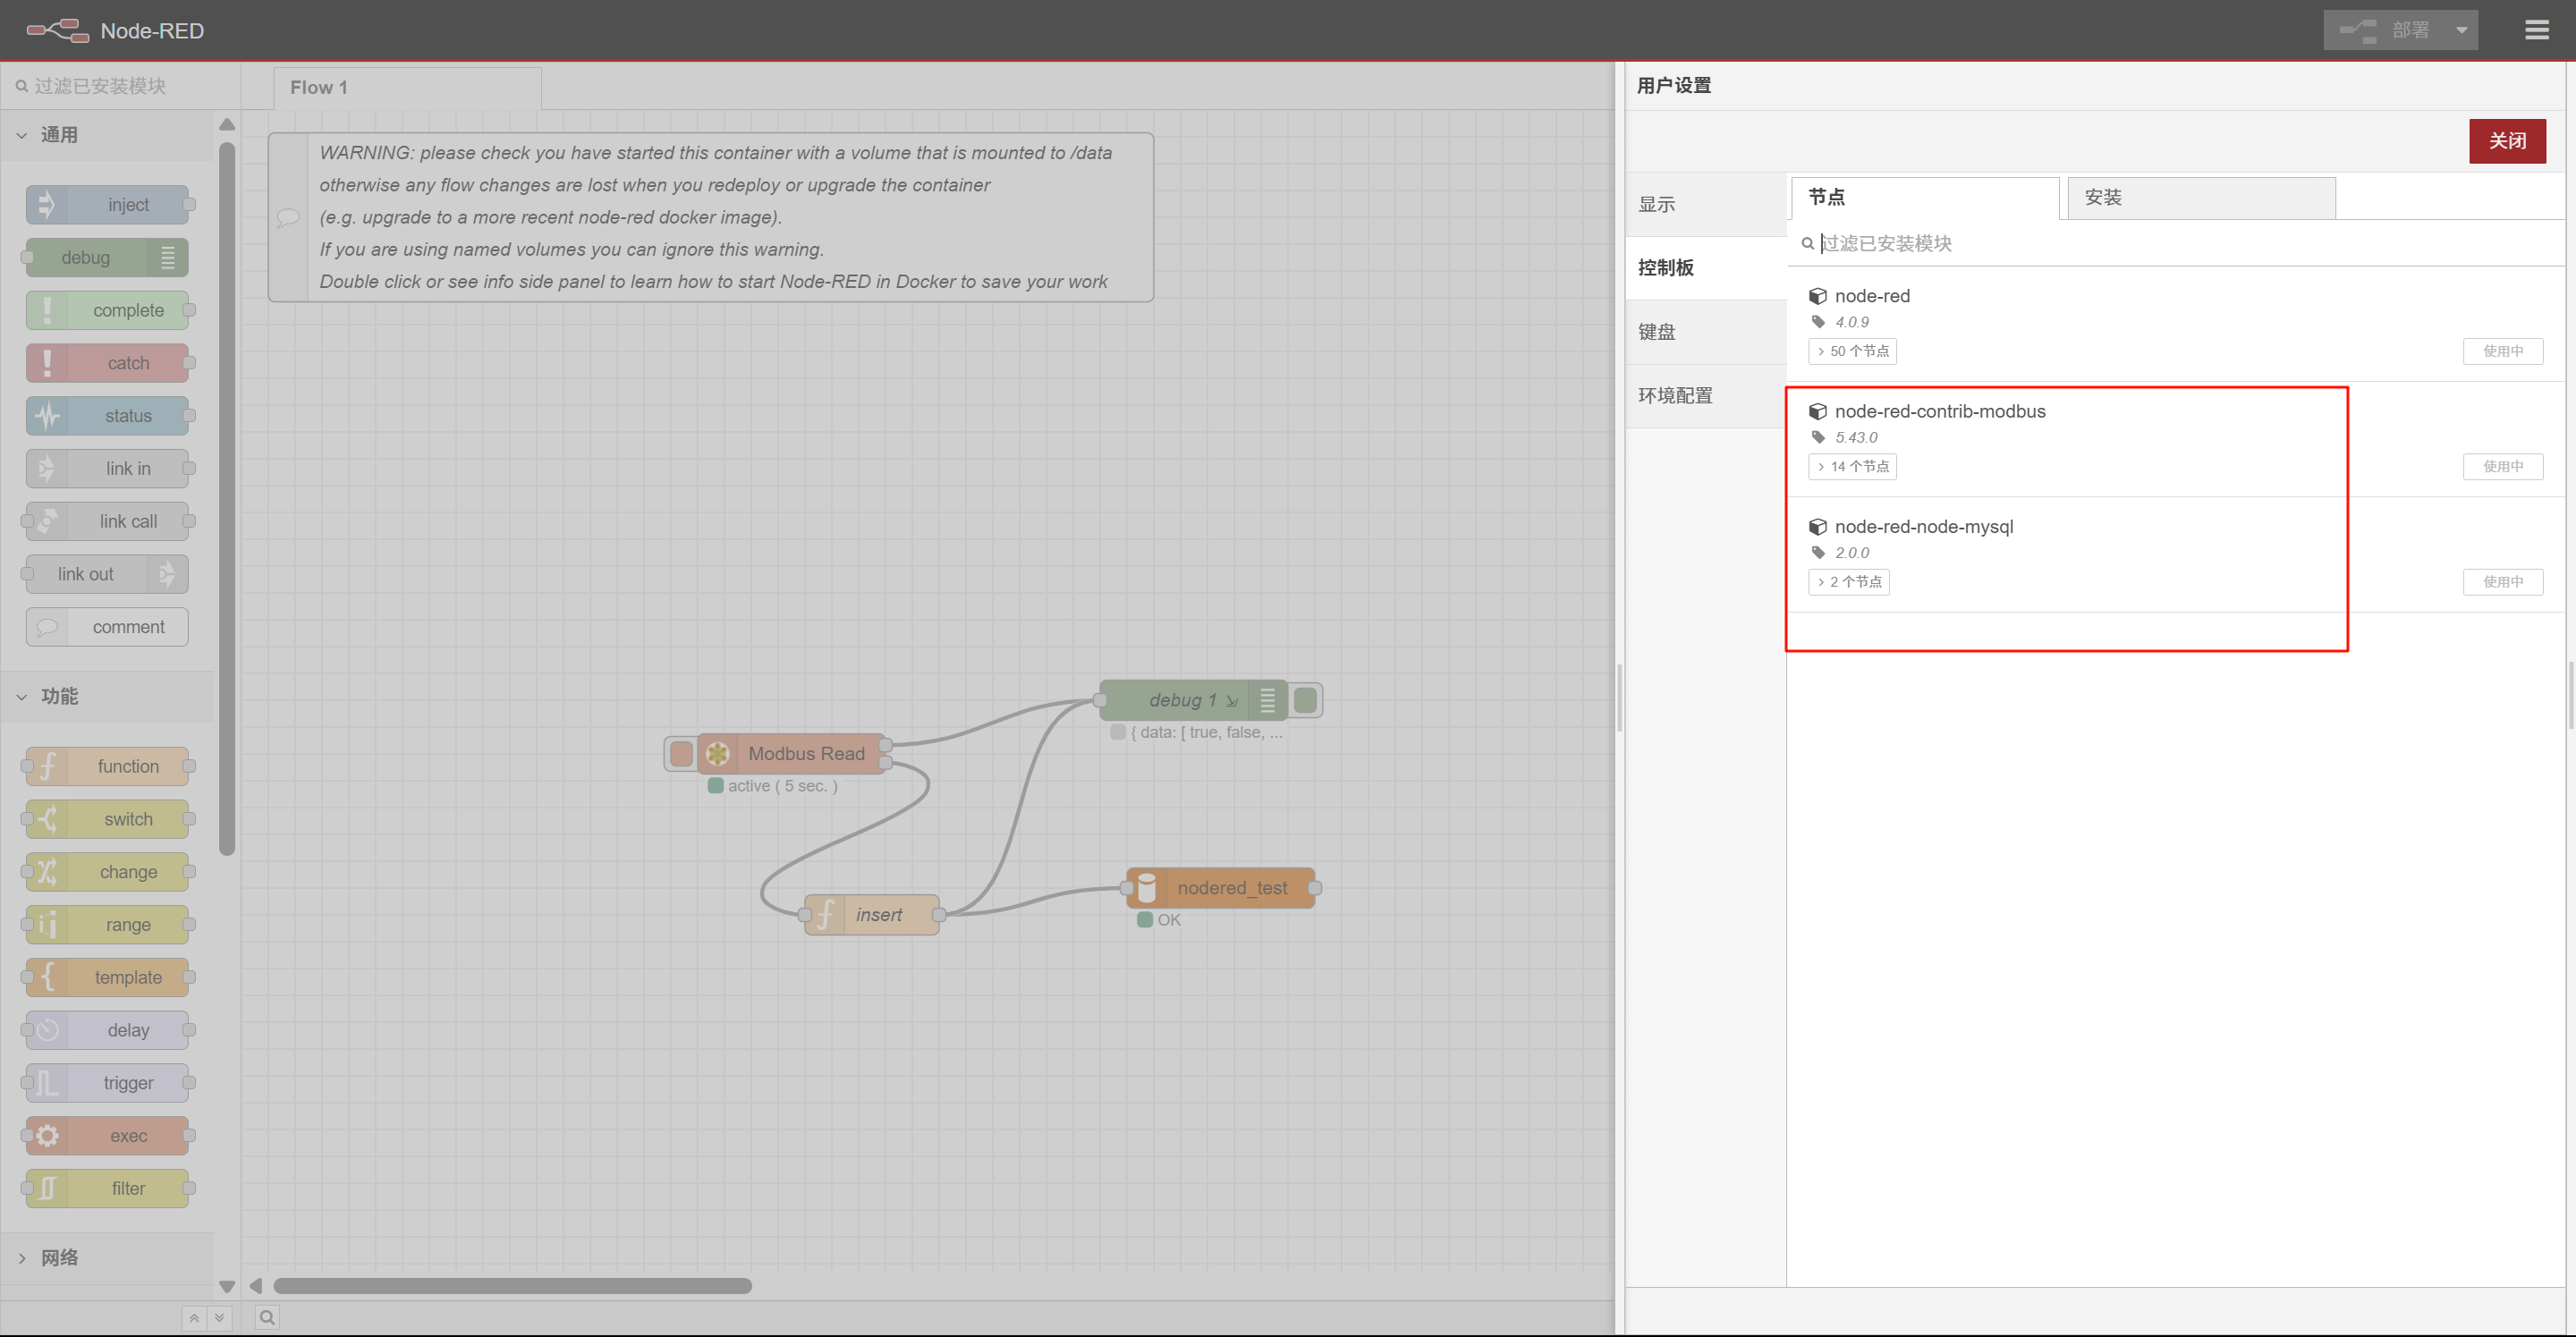 Node-RED
部署
过滤已安装模块
Flow 1
通用
inject
debug
complete
catch
status
link in
link call
link out
comment
功能
function
switch
change
range
template
delay
trigger
exec
filter
网络
WARNING: please check you have started this container with a volume that is mounted to /data
otherwise any flow changes are lost when you redeploy or upgrade the container
(e.g. upgrade to a more recent node-red docker image).
If you are using named volumes you can ignore this warning.
Double click or see info side panel to learn how to start Node-RED in Docker to save your work
debug 1
{ data: [ true, false, ...
Modbus Read
active ( 5 sec. )
insert
nodered_test
OK
用户设置
关闭
显示
控制板
键盘
环境配置
节点
安装
过滤已安装模块
node-red
4.0.9
50 个节点
使用中
node-red-contrib-modbus
5.43.0
14 个节点
使用中
node-red-node-mysql
2.0.0
2 个节点
使用中